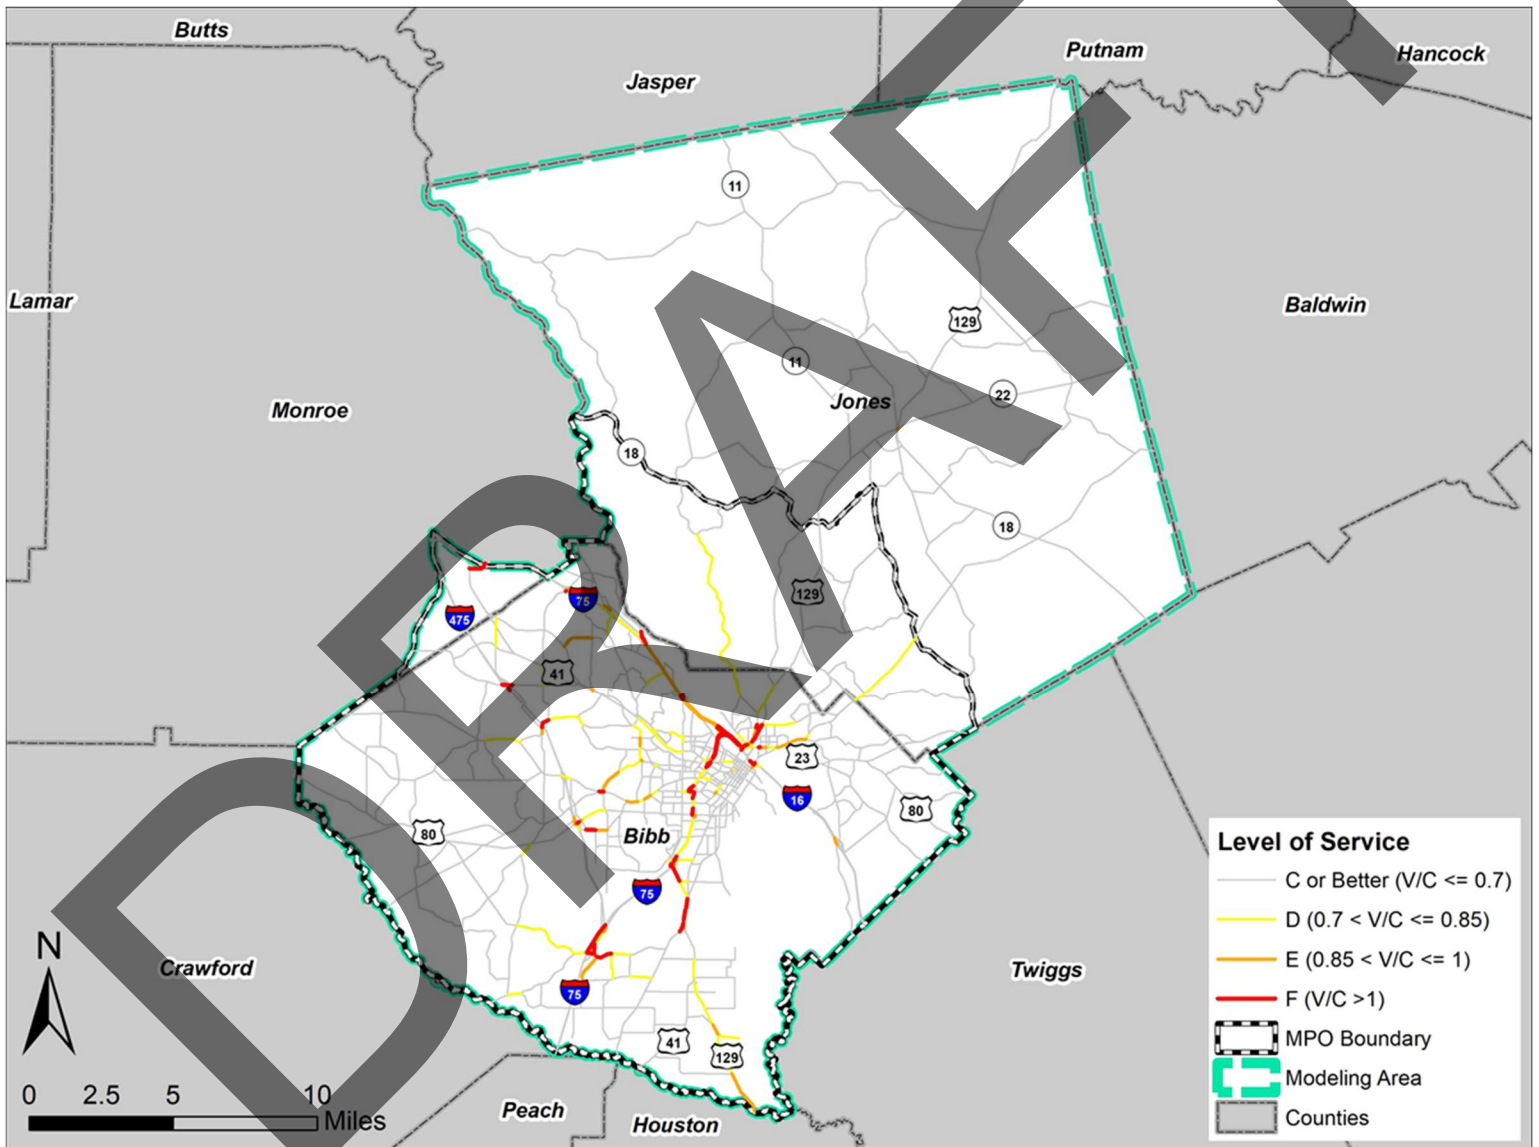 Butts
Putnam
Hancock
Jasper
11
Lamar
Baldwin
129
11
22
Monroe
Jones
18
18
129
75
475
41
23
16
80
80
Bibb
75
Crawford
Twiggs
75
41
129
Peach
Houston
N
0 2.5 5 10
Miles
Level of Service
C or Better (V/C <= 0.7)
D (0.7 < V/C <= 0.85)
E (0.85 < V/C <= 1)
F (V/C >1)
MPO Boundary
Modeling Area
Counties
DRAFT